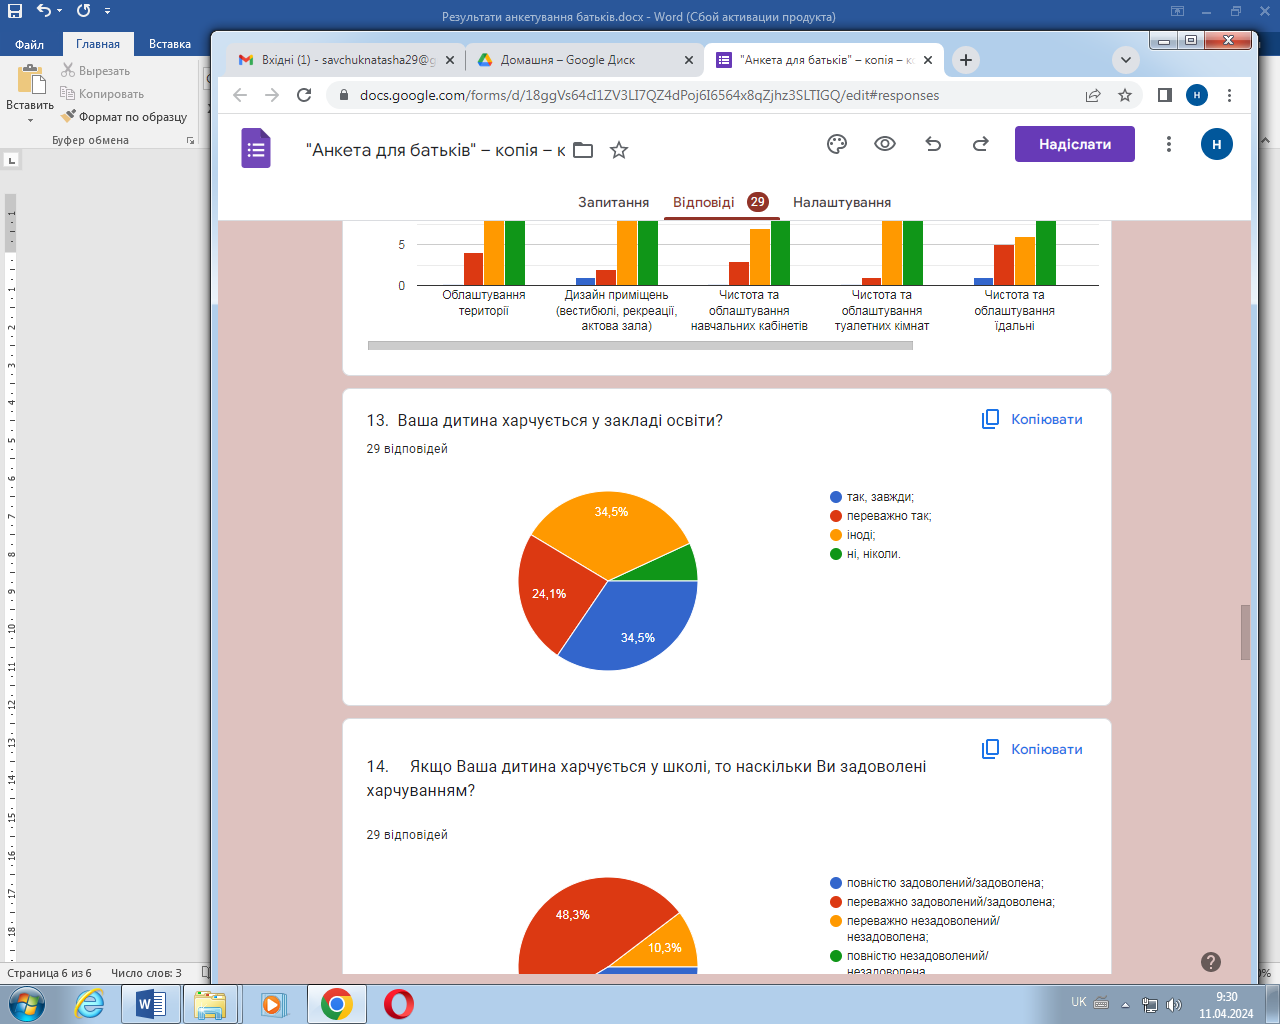 Результати анкетування батьків.docx - Word (Сбой активации продукта)
Файл
Главная
Вставка
Вырезать
Копировать
Формат по образцу
Вставить
Буфер обмена
Вхідні (1) - savchuknatasha29@g
Домашня – Google Диск
"Анкета для батьків" – копія – ко
docs.google.com/forms/d/18ggVs64cI1ZV3LI7QZ4dPoj6I6564x8qZjhz3SLTIGQ/edit#responses
Н
"Анкета для батьків" – копія – к
Надіслати
Н
Запитання
Відповіді 29
Налаштування
5
0
Облаштування
території
Дизайн приміщень
(вестибюлі, рекреації,
актова зала)
Чистота та
облаштування
навчальних кабінетів
Чистота та
облаштування
туалетних кімнат
Чистота та
облаштування
їдальні
13. Ваша дитина харчується у закладі освіти?
Копіювати
29 відповідей
34,5%
24,1%
34,5%
так, завжди;
переважно так;
іноді;
ні, ніколи.
Копіювати
14. Якщо Ваша дитина харчується у школі, то наскільки Ви задоволені
харчуванням?
29 відповідей
48,3%
10,3%
повністю задоволений/задоволена;
переважно задоволений/задоволена;
переважно незадоволений/
незадоволена;
повністю незадоволений/
незадоволена
Страница 6 из 6
Число слов: 3
UK
9:30
11.04.2024